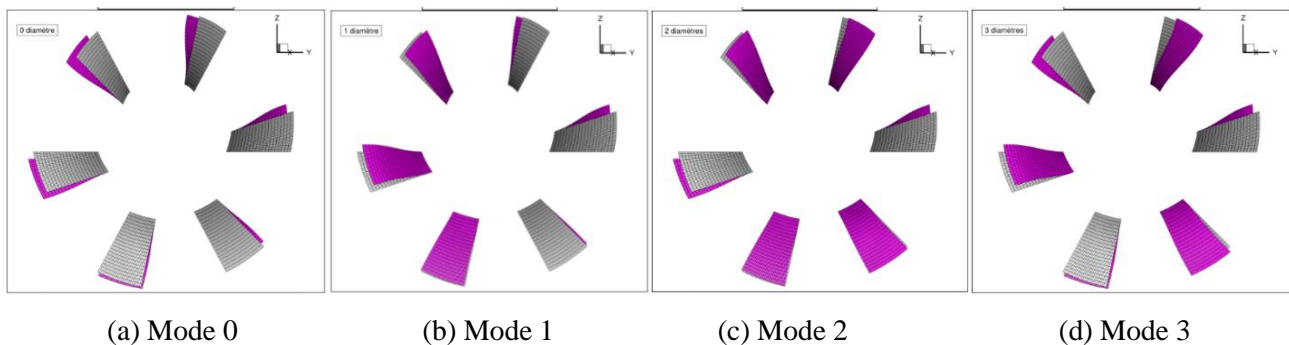 0 diamètre
Z
Y
X
1 diamètre
Z
Y
X
2 diamètres
Z
Y
X
3 diamètres
Z
Y
X
(a) Mode 0
(b) Mode 1
(c) Mode 2
(d) Mode 3